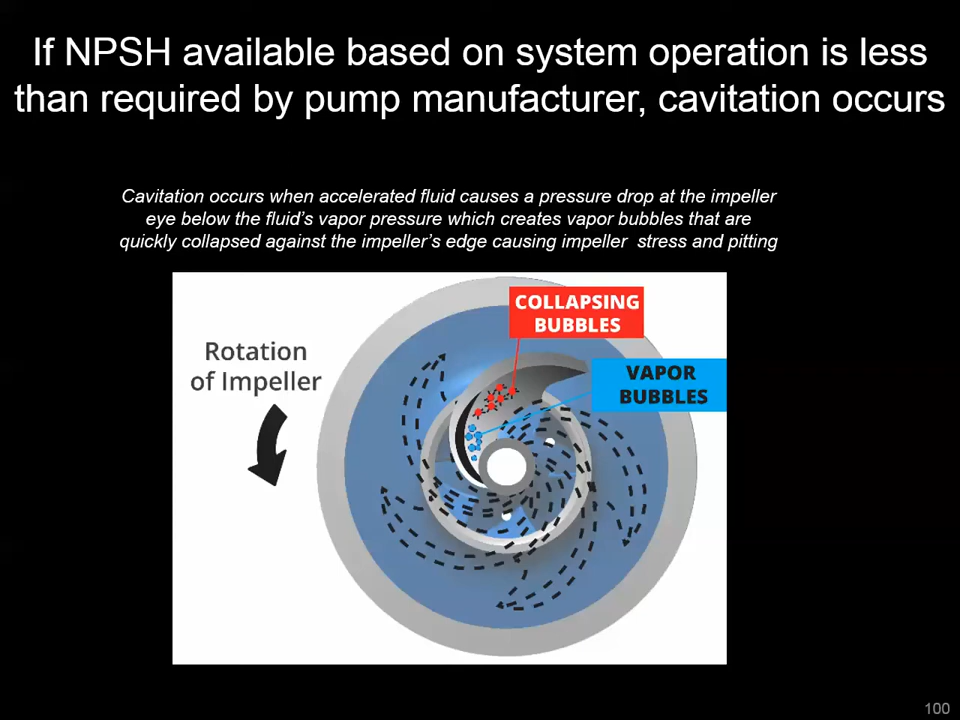 If NPSH available based on system operation is less
than required by pump manufacturer, cavitation occurs
Cavitation occurs when accelerated fluid causes a pressure drop at the impeller
eye below the fluid's vapor pressure which creates vapor bubbles that are
quickly collapsed against the impeller's edge causing impeller stress and pitting
COLLAPSING
BUBBLES
Rotation
of Impeller
VAPOR
BUBBLES
100